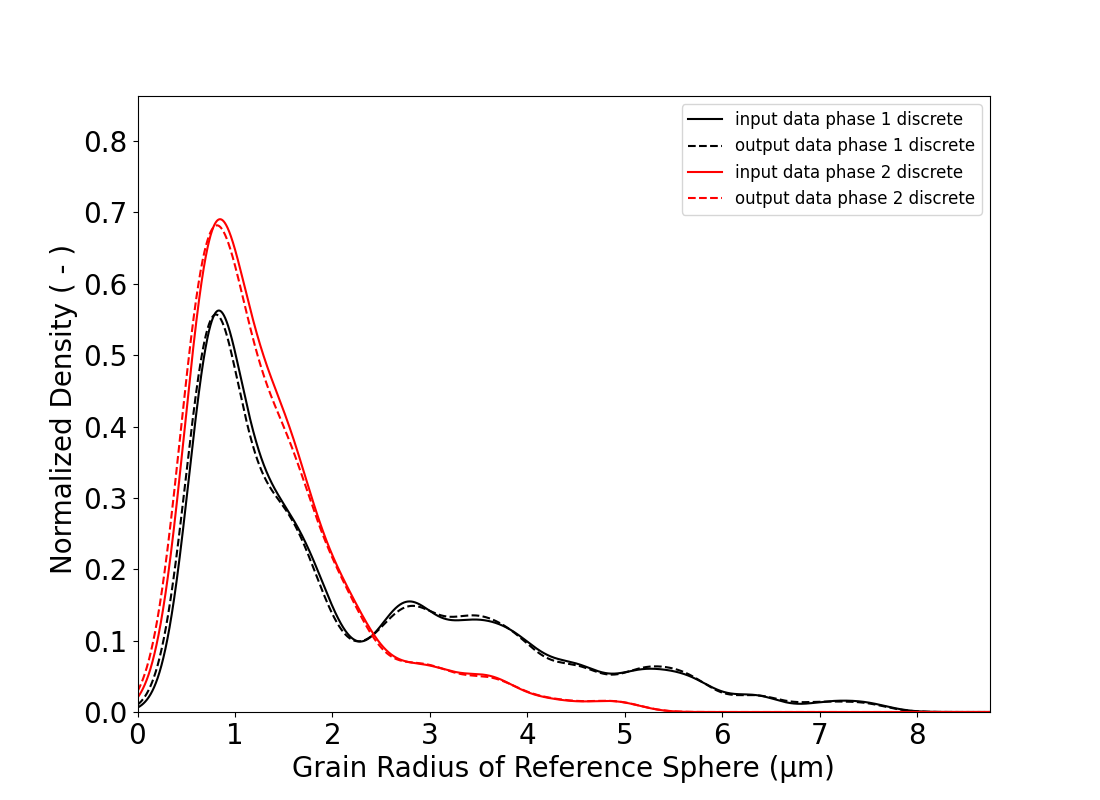 input data phase 1 discrete
output data phase 1 discrete
input data phase 2 discrete
output data phase 2 discrete
Normalized Density ( - )
0.8
0.7
0.6
0.5
0.4
0.3
0.2
0.1
0.0
0 1 2 3 4 5 6 7 8
Grain Radius of Reference Sphere (μm)